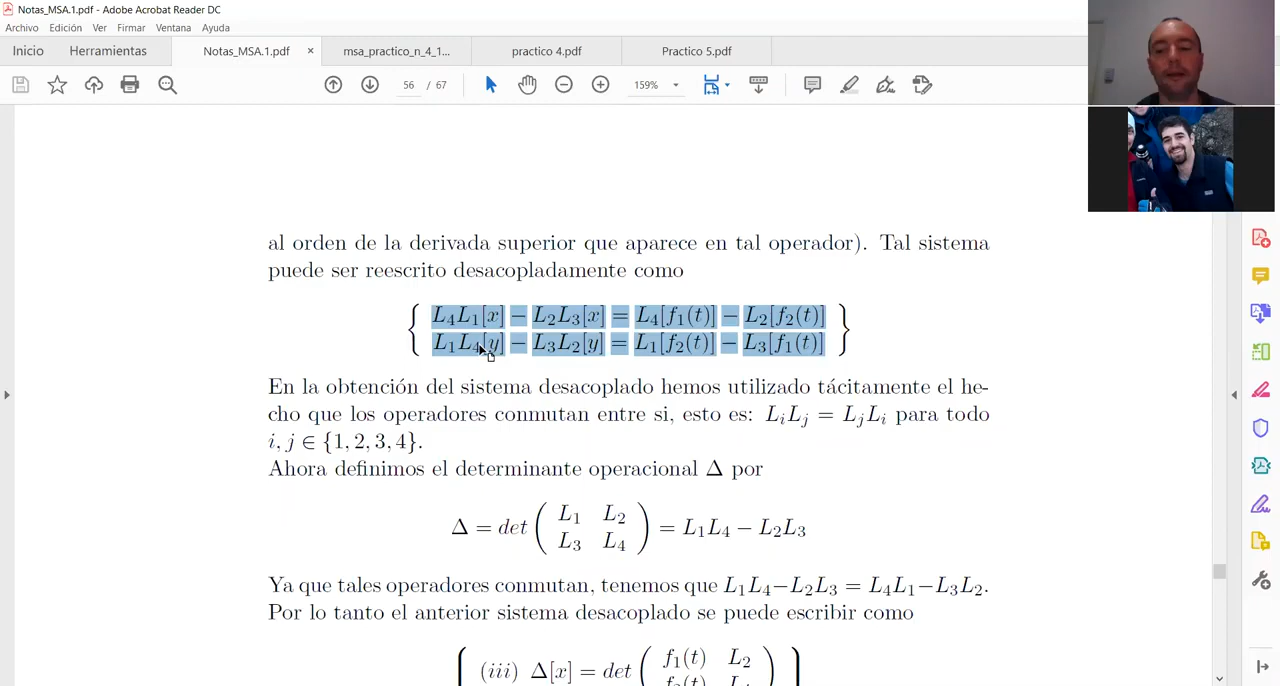 Notas_MSA.1.pdf - Adobe Acrobat Reader DC
Archivo Edición Ver Firmar Ventana Ayuda
Inicio Herramientas Notas_MSA.1.pdf × msa_practico_n_4_1... practico 4.pdf Practico 5.pdf
56 / 67 159%
al orden de la derivada superior que aparece en tal operador). Tal sistema
puede ser reescrito desacopladamente como
L₄L₁[x] − L₂L₃[x] = L₄[f₁(t)] − L₂[f₂(t)]
L₁L₄[y] − L₃L₂[y] = L₁[f₂(t)] − L₃[f₁(t)]
En la obtención del sistema desacoplado hemos utilizado tácitamente el he-
cho que los operadores conmutan entre si, esto es: LᵢLⱼ = LⱼLᵢ para todo
i, j ∈ {1, 2, 3, 4}.
Ahora definimos el determinante operacional Δ por
Δ = det ( L₁ L₂
L₃ L₄ ) = L₁L₄ − L₂L₃
Ya que tales operadores conmutan, tenemos que L₁L₄−L₂L₃ = L₄L₁−L₃L₂.
Por lo tanto el anterior sistema desacoplado se puede escribir como
(iii) Δ[x] = det ( f₁(t) L₂